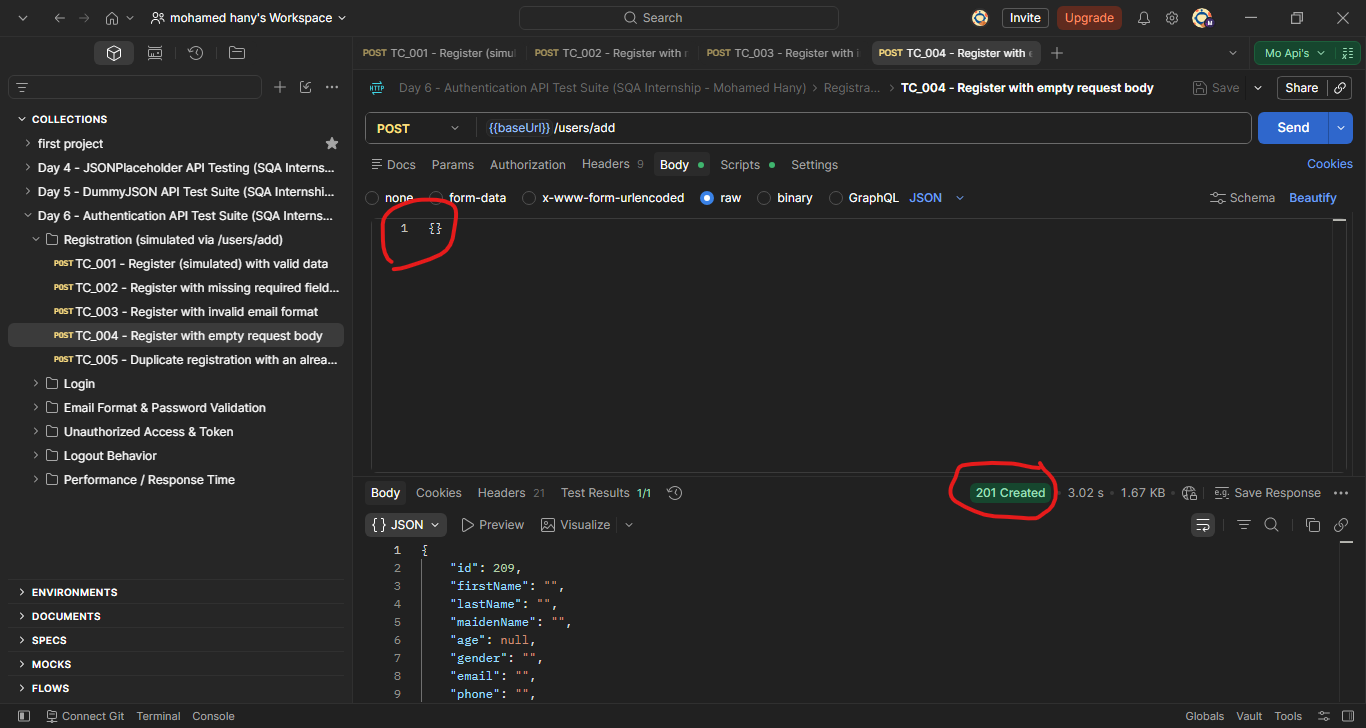 mohamed hany's Workspace
Search
Invite
Upgrade
POST TC_001 - Register (simul
POST TC_002 - Register with r
POST TC_003 - Register with i
POST TC_004 - Register with e
Mo Api's
HTTP
Day 6 - Authentication API Test Suite (SQA Internship - Mohamed Hany) > Registra... > TC_004 - Register with empty request body
Save
Share
COLLECTIONS
first project
Day 4 - JSONPlaceholder API Testing (SQA Interns...
Day 5 - DummyJSON API Test Suite (SQA Internshi...
Day 6 - Authentication API Test Suite (SQA Interns...
Registration (simulated via /users/add)
POST TC_001 - Register (simulated) with valid data
POST TC_002 - Register with missing required field...
POST TC_003 - Register with invalid email format
POST TC_004 - Register with empty request body
POST TC_005 - Duplicate registration with an alrea...
Login
Email Format & Password Validation
Unauthorized Access & Token
Logout Behavior
Performance / Response Time
ENVIRONMENTS
DOCUMENTS
SPECS
MOCKS
FLOWS
POST
{{baseUrl}} /users/add
Send
Docs Params Authorization Headers 9 Body Scripts Settings
Cookies
none form-data x-www-form-urlencoded raw binary GraphQL JSON
Schema Beautify
1 {}
Body Cookies Headers 21 Test Results 1/1
201 Created • 3.02 s • 1.67 KB
e.g. Save Response
{} JSON Preview Visualize
1 {
2 "id": 209,
3 "firstName": "",
4 "lastName": "",
5 "maidenName": "",
6 "age": null,
7 "gender": "",
8 "email": "",
9 "phone": "",
Connect Git Terminal Console
Globals Vault Tools